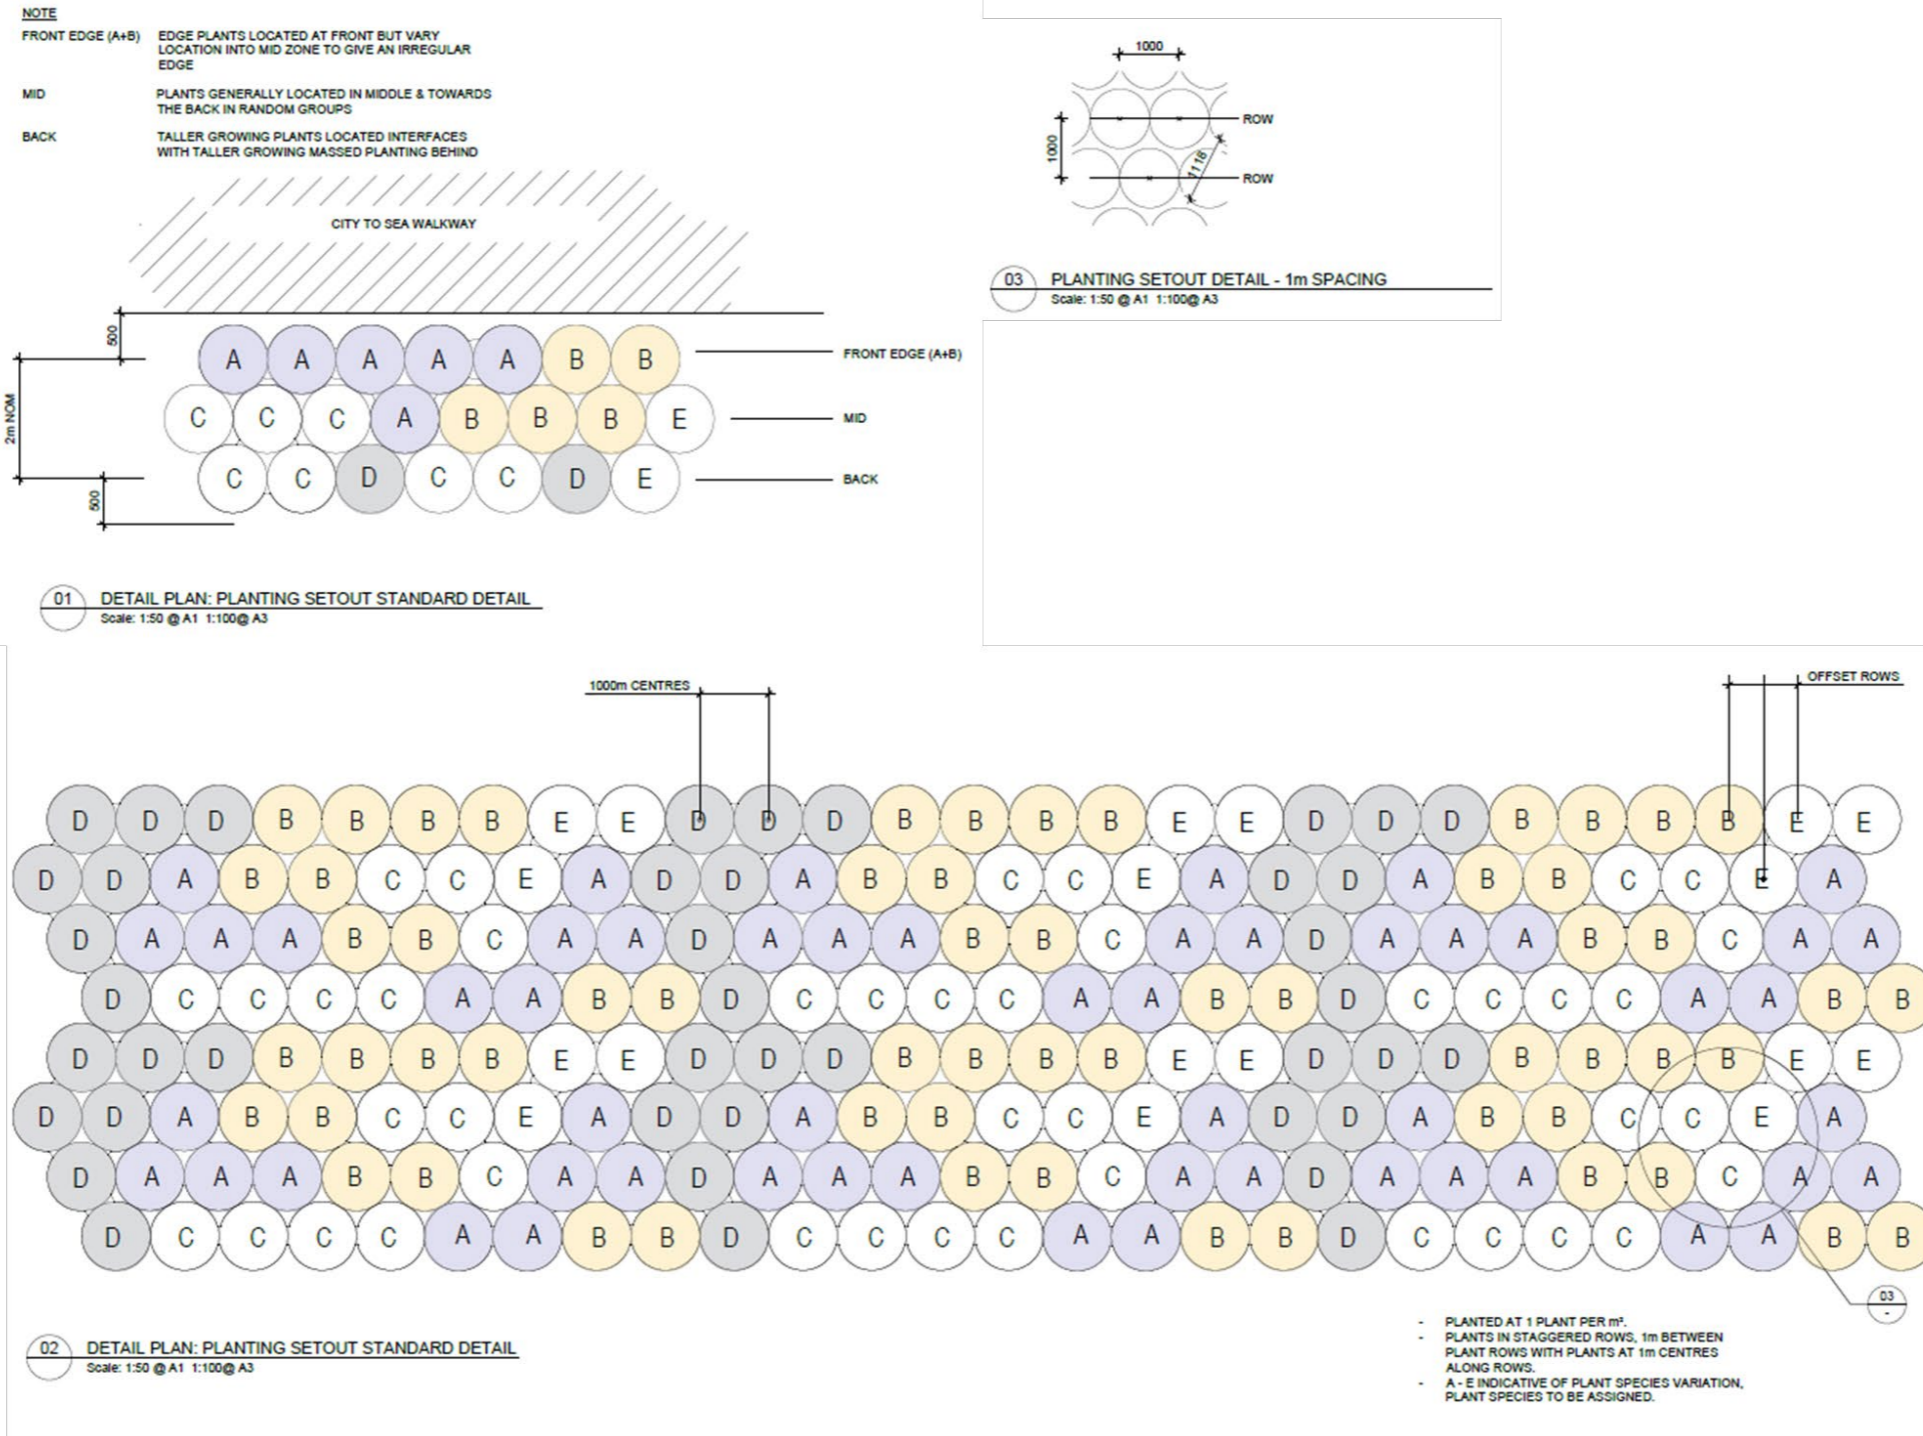 NOTE
FRONT EDGE (A+B) EDGE PLANTS LOCATED AT FRONT BUT VARY
LOCATION INTO MID ZONE TO GIVE AN IRREGULAR
EDGE
MID PLANTS GENERALLY LOCATED IN MIDDLE & TOWARDS
THE BACK IN RANDOM GROUPS
BACK TALLER GROWING PLANTS LOCATED INTERFACES
WITH TALLER GROWING MASSED PLANTING BEHIND
CITY TO SEA WALKWAY
500
2m NOM
500
A A A A A B B
FRONT EDGE (A+B)
C C C A B B B E
MID
C C D C C D E
BACK
01 DETAIL PLAN: PLANTING SETOUT STANDARD DETAIL
Scale: 1:50 @ A1 1:100@ A3
1000
1000
ROW
1118
ROW
03 PLANTING SETOUT DETAIL - 1m SPACING
Scale: 1:50 @ A1 1:100@ A3
1000m CENTRES
OFFSET ROWS
D D D B B B B E E D D D B B B B E E D D D B B B B E E
D D A B B C C E A D D A B B C C E A D D A B B C C E A
D A A A B B C A A D A A A B B C A A D A A A B B C A A
D C C C C A A B B D C C C C A A B B D C C C C A A B B
D D D B B B B E E D D D B B B B E E D D D B B B B E E
D D A B B C C E A D D A B B C C E A D D A B B C C E A
D A A A B B C A A D A A A B B C A A D A A A B B C A A
D C C C C A A B B D C C C C A A B B D C C C C A A B B
03
-
02 DETAIL PLAN: PLANTING SETOUT STANDARD DETAIL
Scale: 1:50 @ A1 1:100@ A3
- PLANTED AT 1 PLANT PER m².
- PLANTS IN STAGGERED ROWS, 1m BETWEEN
PLANT ROWS WITH PLANTS AT 1m CENTRES
ALONG ROWS.
- A - E INDICATIVE OF PLANT SPECIES VARIATION,
PLANT SPECIES TO BE ASSIGNED.